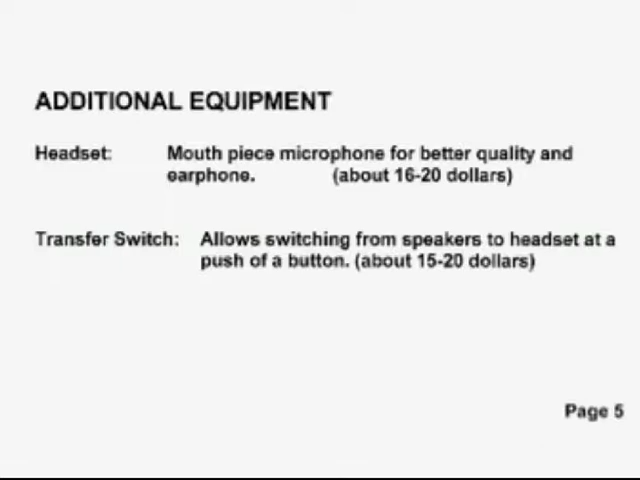 ADDITIONAL EQUIPMENT
Headset: Mouth piece microphone for better quality and
earphone. (about 16-20 dollars)
Transfer Switch: Allows switching from speakers to headset at a
push of a button. (about 15-20 dollars)
Page 5